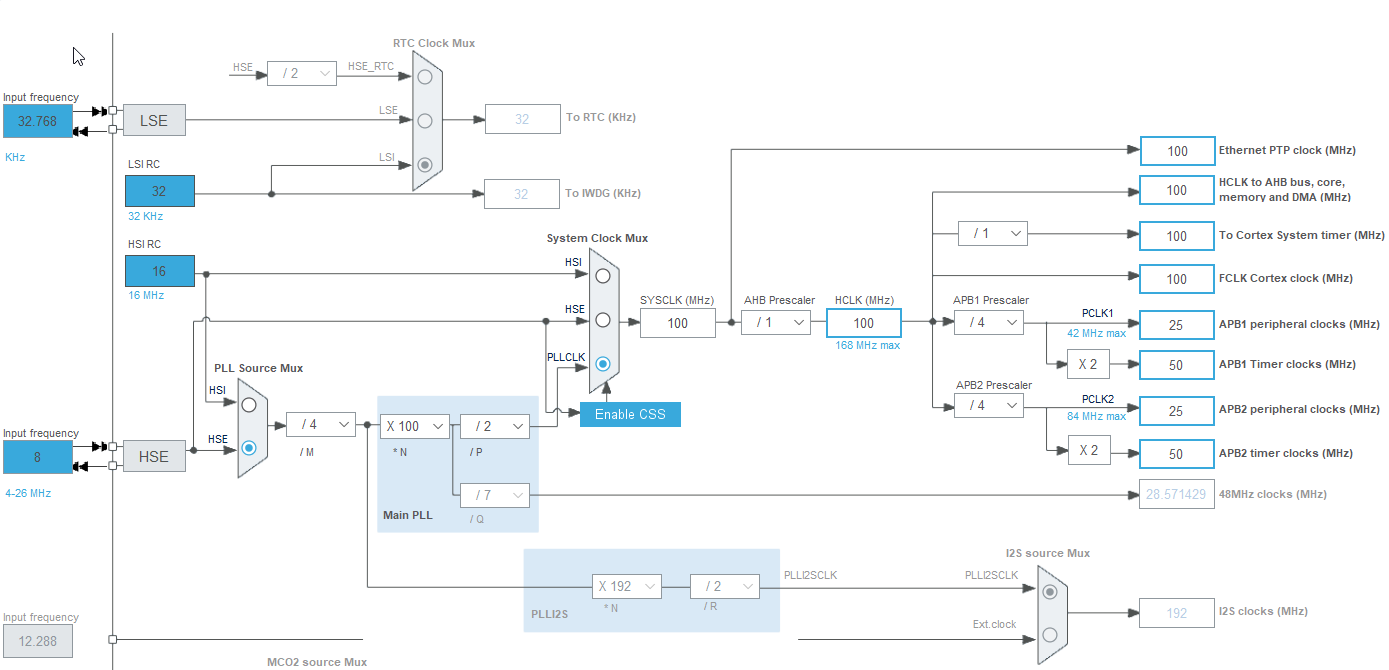 RTC Clock Mux
HSE
/ 2
HSE_RTC
Input frequency
32.768
KHz
LSE
LSE
32
To RTC (KHz)
LSI RC
LSI
32
32 KHz
32
To IWDG (KHz)
HSI RC
16
16 MHz
System Clock Mux
HSI
HSE
PLLCLK
SYSCLK (MHz)
100
AHB Prescaler
/ 1
HCLK (MHz)
100
168 MHz max
100
Ethernet PTP clock (MHz)
100
HCLK to AHB bus, core,
memory and DMA (MHz)
/ 1
100
To Cortex System timer (MHz)
100
FCLK Cortex clock (MHz)
APB1 Prescaler
/ 4
PCLK1
42 MHz max
25
APB1 peripheral clocks (MHz)
X 2
50
APB1 Timer clocks (MHz)
APB2 Prescaler
/ 4
PCLK2
84 MHz max
25
APB2 peripheral clocks (MHz)
X 2
50
APB2 timer clocks (MHz)
Enable CSS
PLL Source Mux
HSI
HSE
Input frequency
8
4-26 MHz
HSE
/ 4
/ M
X 100
* N
/ 2
/ P
/ 7
/ Q
Main PLL
28.571429
48MHz clocks (MHz)
X 192
* N
/ 2
/ R
PLLI2S
PLLI2SCLK
I2S source Mux
PLLI2SCLK
Ext.clock
192
I2S clocks (MHz)
Input frequency
12.288
MCO2 source Mux